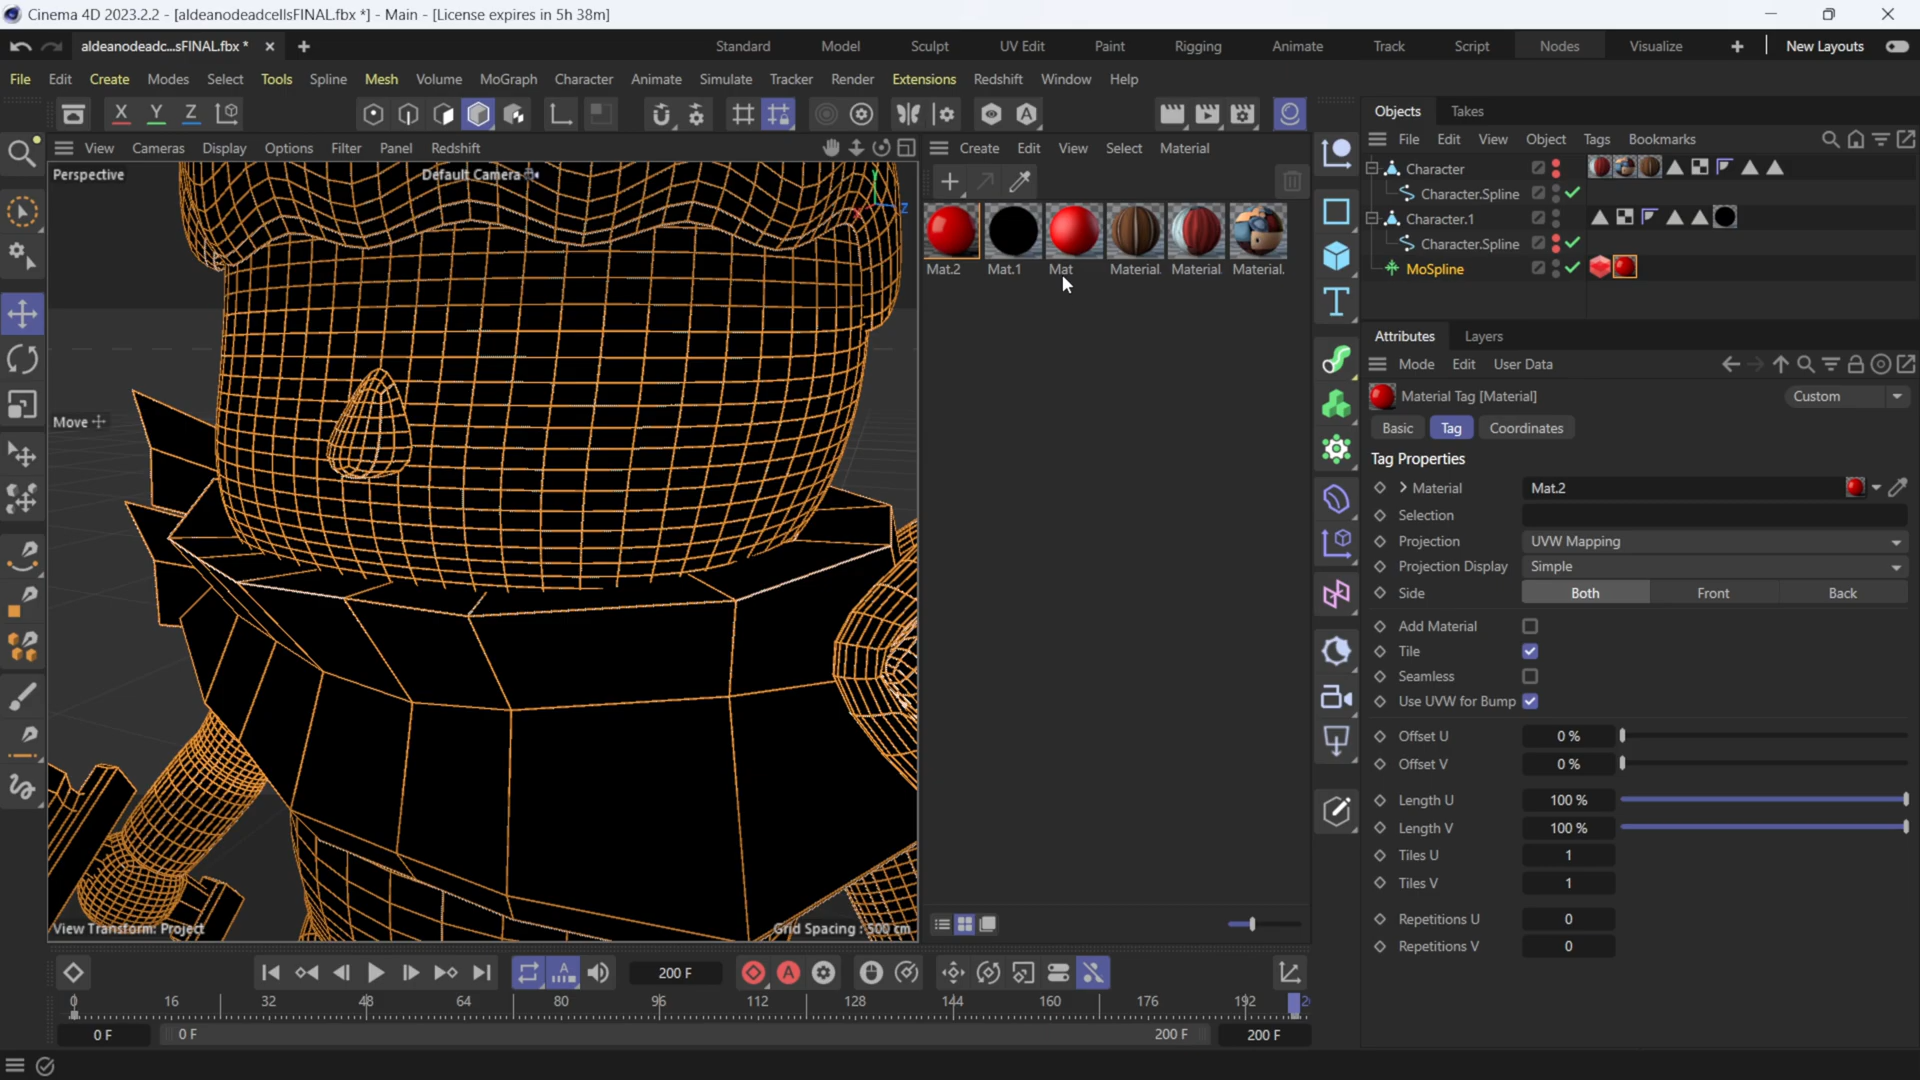 Cinema 4D 2023.2.2 - [aldeanodeadcellsFINAL.fbx *] - Main - [License expires in 5h 38m]
aldeanodeadc...sFINAL.fbx *
Standard Model Sculpt UV Edit Paint Rigging Animate Track Script Nodes Visualize New Layouts
File Edit Create Modes Select Tools Spline Mesh Volume MoGraph Character Animate Simulate Tracker Render Extensions Redshift Window Help
X Y Z
Objects Takes
File Edit View Object Tags Bookmarks
View Cameras Display Options Filter Panel Redshift
Create Edit View Select Material
Perspective
Default Camera
Y
X Z
Move
View Transform: Project
Grid Spacing : 500 cm
Mat.2 Mat.1 Mat Material. Material. Material.
Character
Character.Spline
Character.1
Character.Spline
MoSpline
Attributes Layers
Mode Edit User Data
Material Tag [Material]
Custom
Basic Tag Coordinates
Tag Properties
Material Mat.2
Selection
Projection UVW Mapping
Projection Display Simple
Side Both Front Back
Add Material
Tile
Seamless
Use UVW for Bump
Offset U 0 %
Offset V 0 %
Length U 100 %
Length V 100 %
Tiles U 1
Tiles V 1
Repetitions U 0
Repetitions V 0
200 F
0 16 32 48 64 80 96 112 128 144 160 176 192
0 F 0 F 200 F 200 F